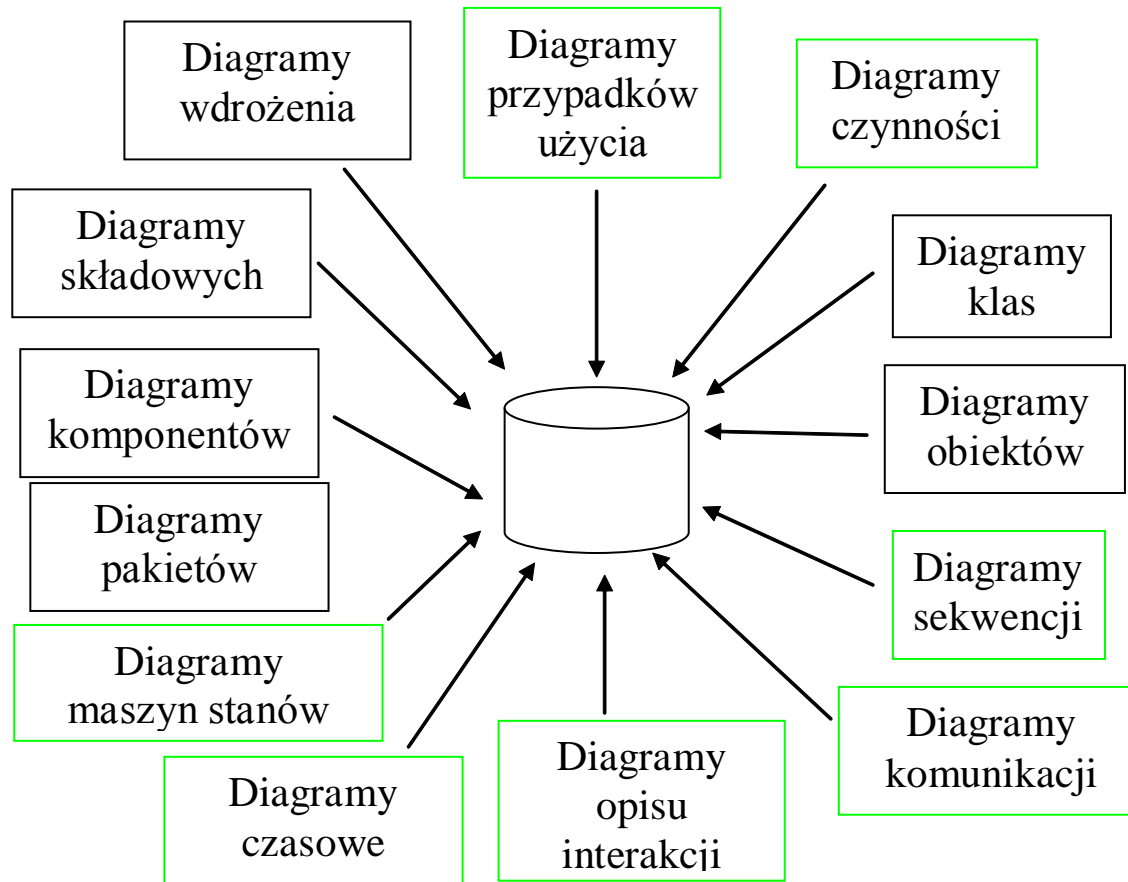 Diagramy
wdrożenia
Diagramy
przypadków
użycia
Diagramy
czynności
Diagramy
składowych
Diagramy
klas
Diagramy
komponentów
Diagramy
obiektów
Diagramy
pakietów
Diagramy
sekwencji
Diagramy
maszyn stanów
Diagramy
komunikacji
Diagramy
czasowe
Diagramy
opisu
interakcji